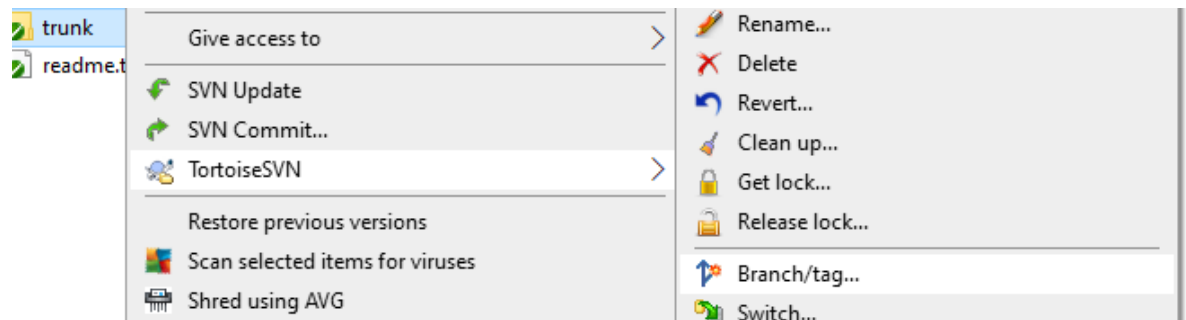 trunk
readme.t
Give access to
SVN Update
SVN Commit...
TortoiseSVN
Restore previous versions
Scan selected items for viruses
Shred using AVG
Rename...
Delete
Revert...
Clean up...
Get lock...
Release lock...
Branch/tag...
Switch...